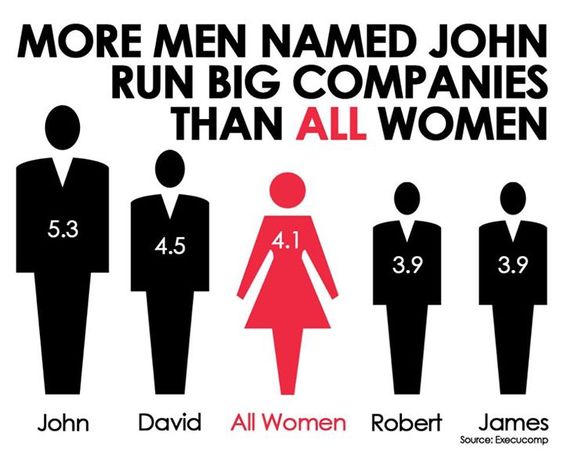 MORE MEN NAMED JOHN
RUN BIG COMPANIES
THAN ALL WOMEN
5.3
4.5
4.1
3.9
3.9
John
David
All Women
Robert
James
Source: Execucomp